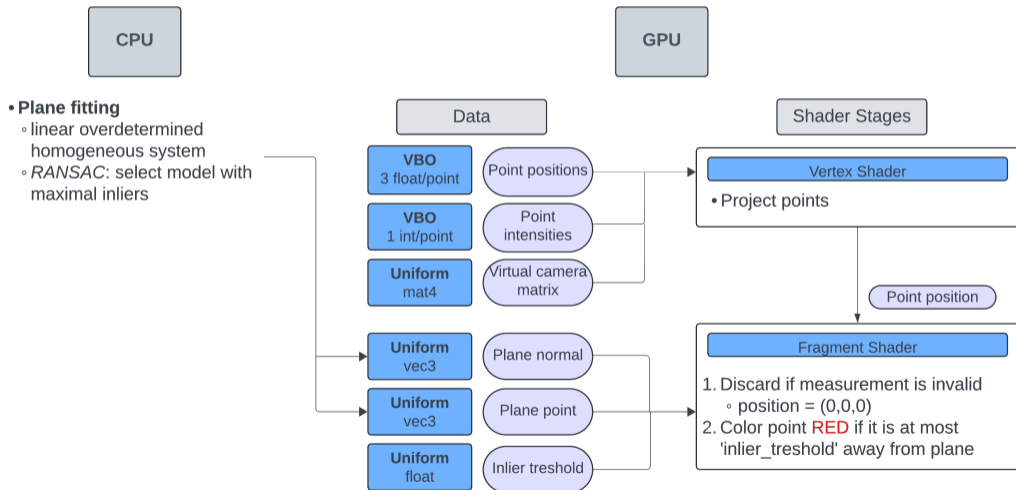 CPU
GPU
• Plane fitting
◦ linear overdetermined
homogeneous system
◦ RANSAC: select model with
maximal inliers
Data
Shader Stages
VBO
3 float/point
Point positions
VBO
1 int/point
Point
intensities
Uniform
mat4
Virtual camera
matrix
Uniform
vec3
Plane normal
Uniform
vec3
Plane point
Uniform
float
Inlier treshold
Vertex Shader
• Project points
Point position
Fragment Shader
1. Discard if measurement is invalid
◦ position = (0,0,0)
2. Color point RED if it is at most
'inlier_treshold' away from plane